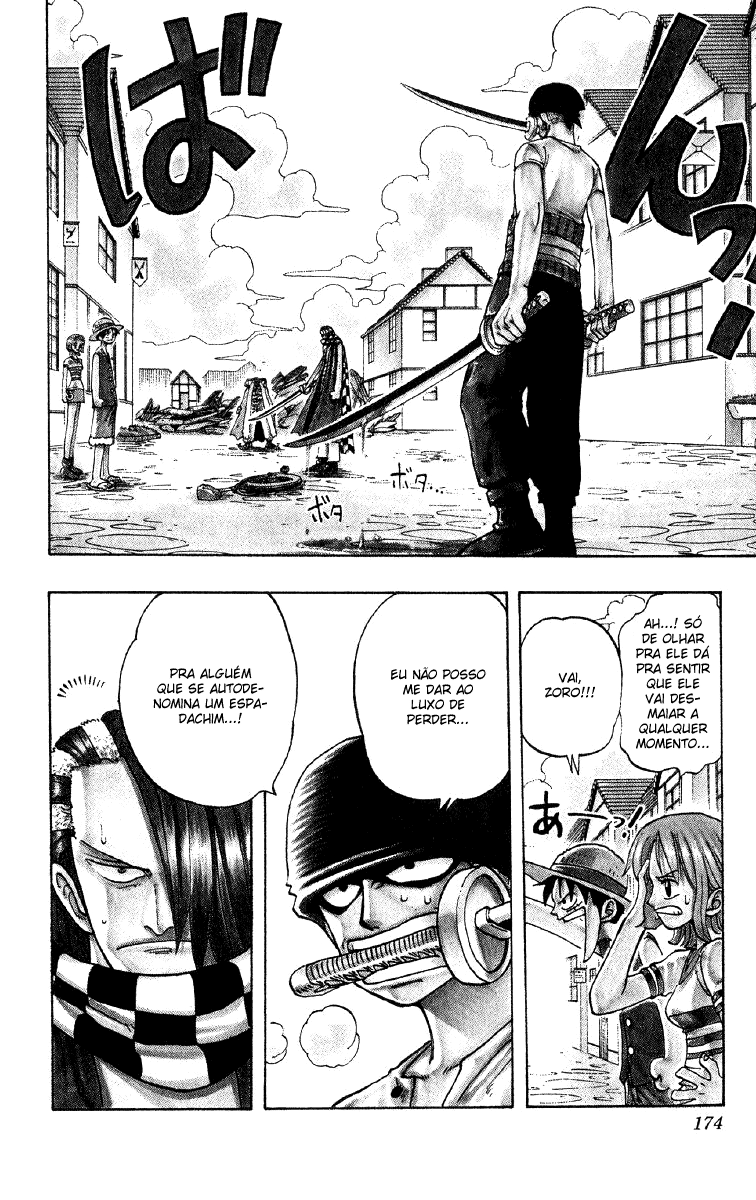 ばんっ!
ボタ...
ボタ
AH...! SÓ
DE OLHAR
PRA ELE DÁ
PRA SENTIR
QUE ELE
VAI DES-
MAIAR A
QUALQUER
MOMENTO...
VAI,
ZORO!!!
あーっ!
EU NÃO POSSO
ME DAR AO
LUXO DE
PERDER...
PRA ALGUÉM
QUE SE AUTODE-
NOMINA UM ESPA-
DACHIM...!
174